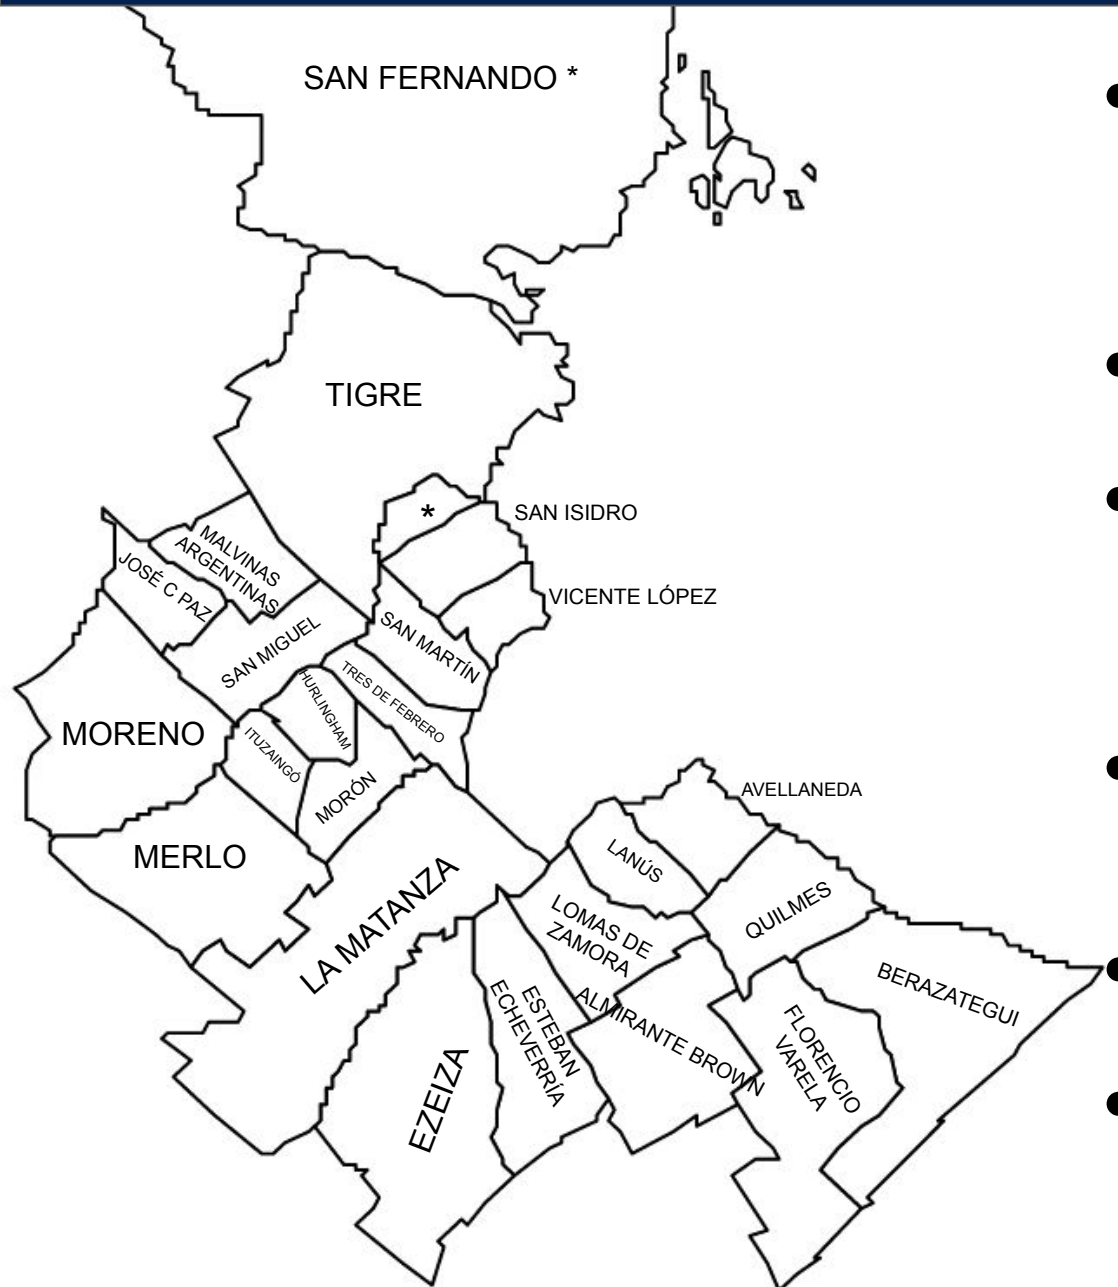 SAN FERNANDO *
TIGRE
*
SAN ISIDRO
MALVINAS
ARGENTINAS
JOSÉ C PAZ
VICENTE LÓPEZ
SAN MARTÍN
SAN MIGUEL
TRES DE FEBRERO
HURLINGHAM
MORENO
ITUZAINGÓ
MORÓN
AVELLANEDA
MERLO
LANÚS
LA MATANZA
QUILMES
LOMAS DE
ZAMORA
BERAZATEGUI
ESTEBAN
ECHEVERRÍA
ALMIRANTE BROWN
FLORENCIO
VARELA
EZEIZA